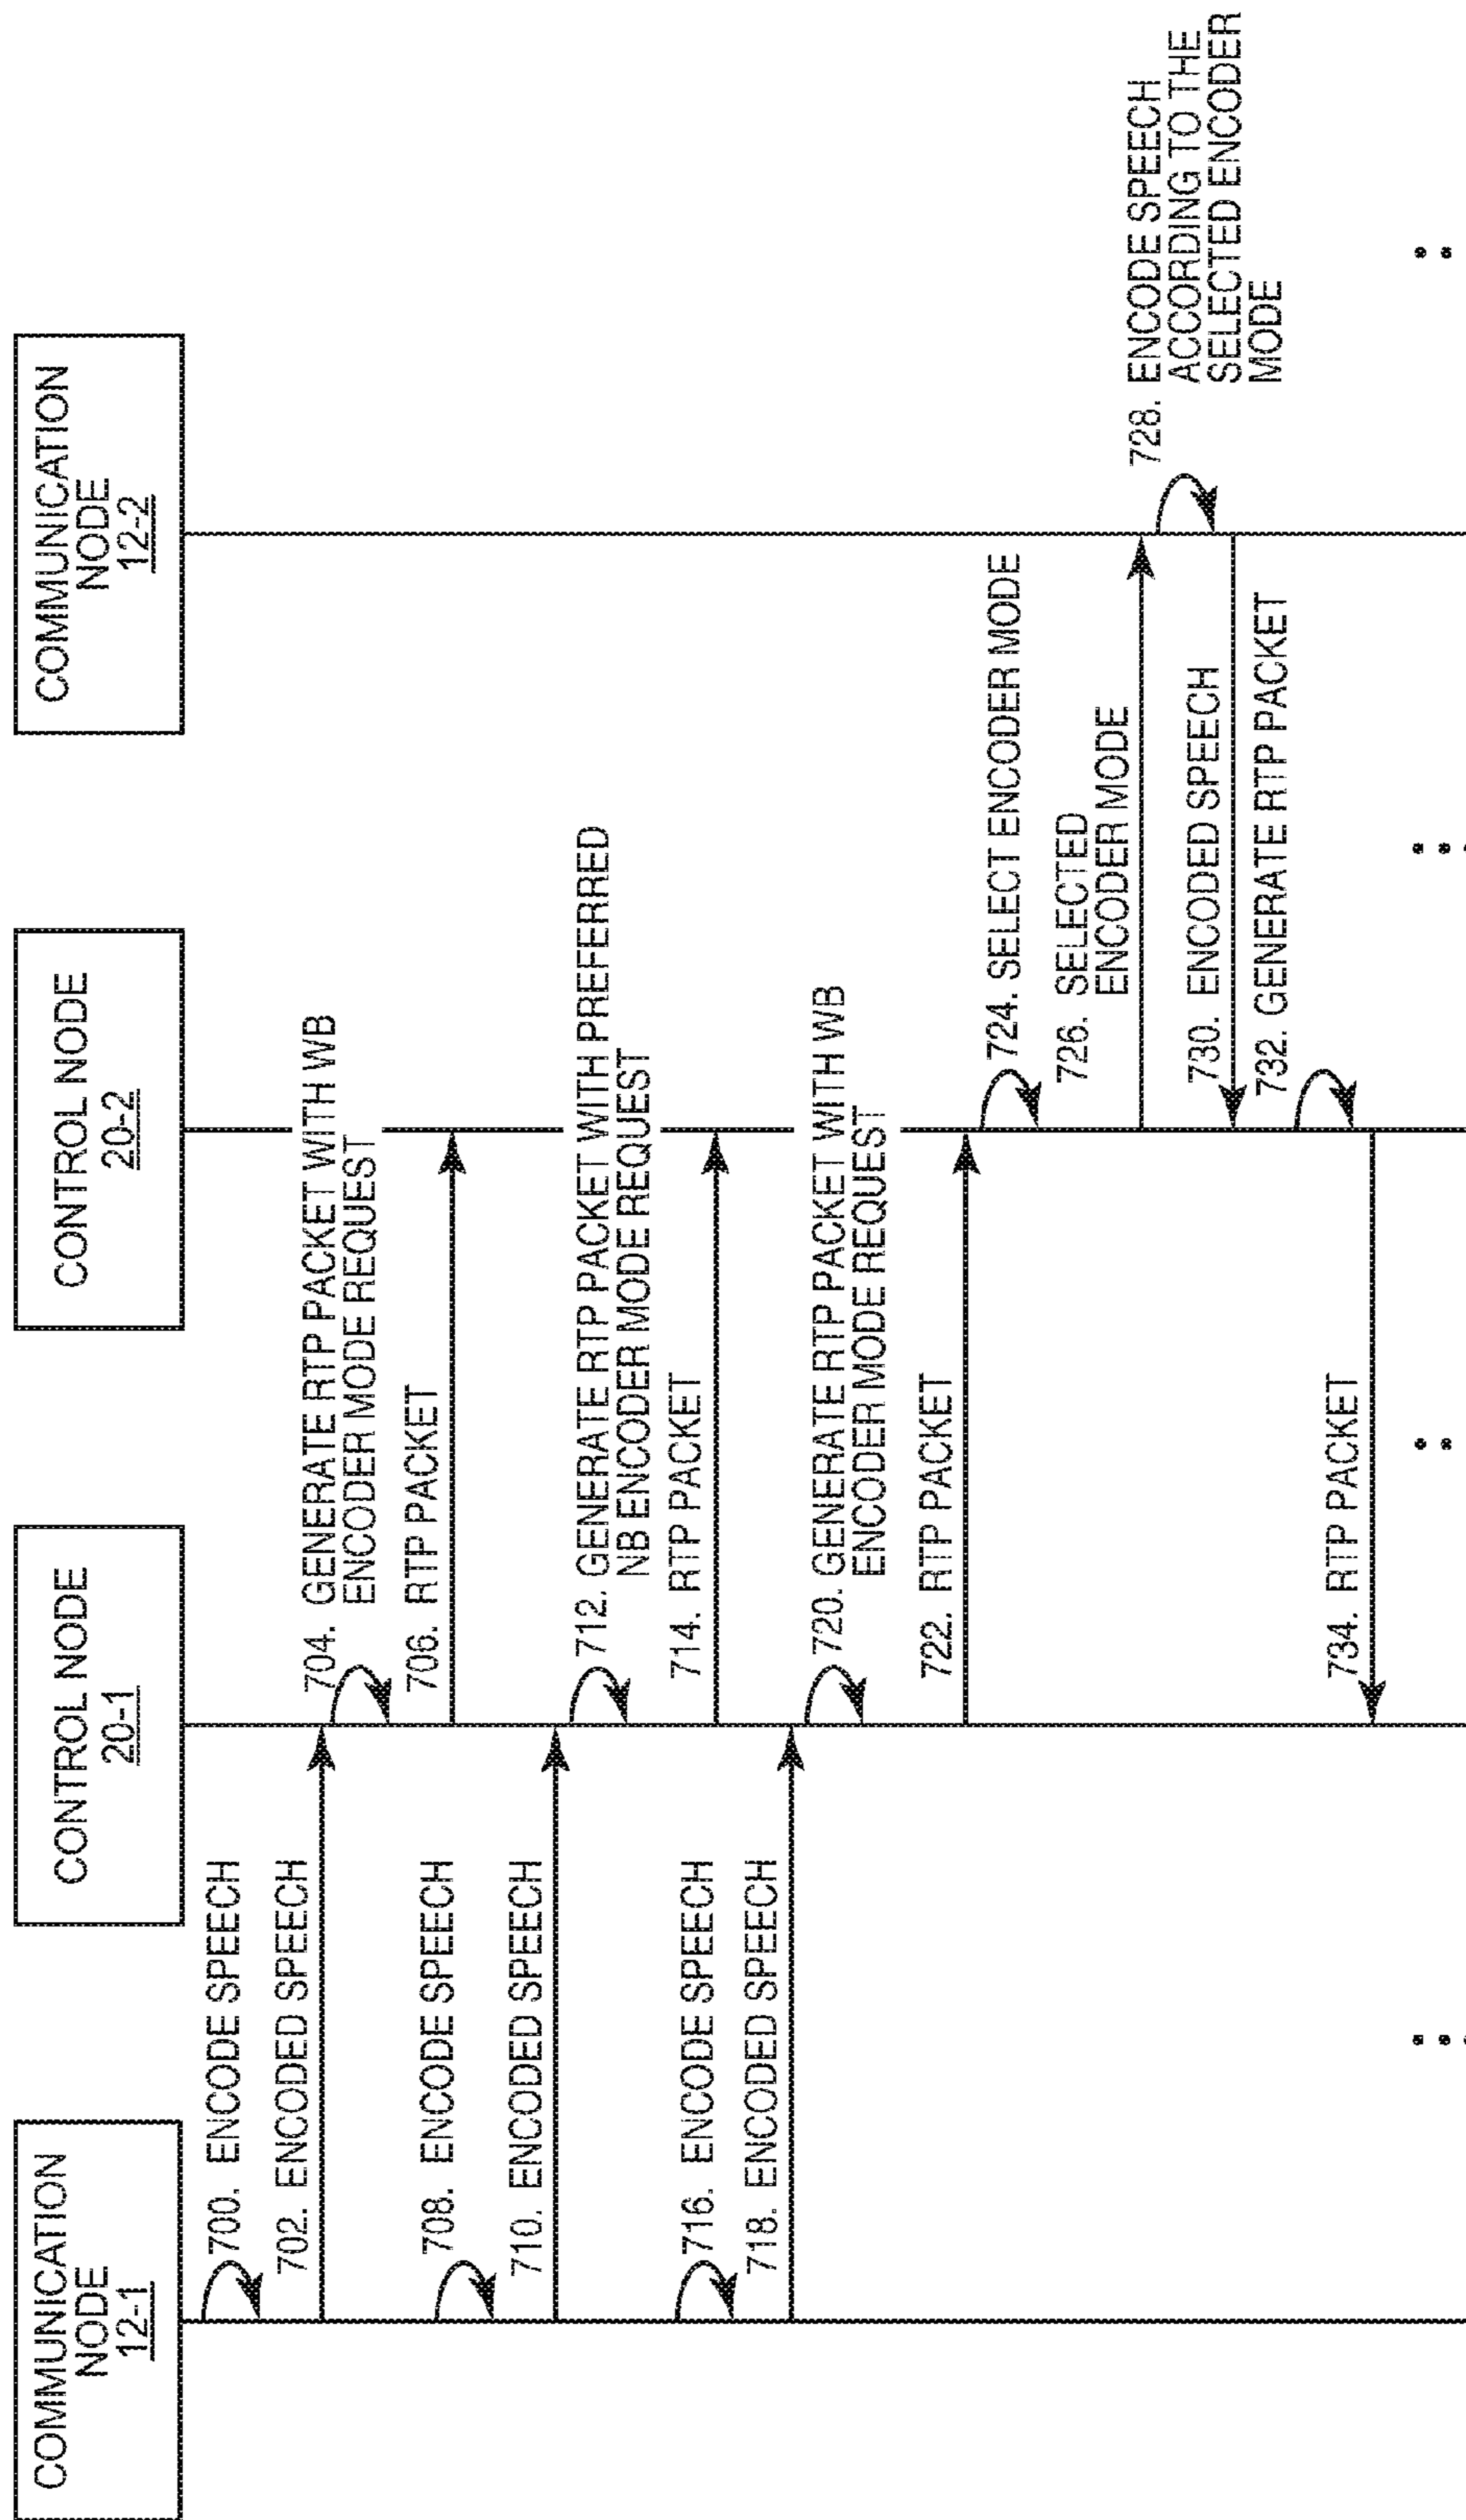 COMMUNICATION
NODE
12-1
CONTROL NODE
20-1
CONTROL NODE
20-2
COMMUNICATION
NODE
12-2
700. ENCODE SPEECH
702. ENCODED SPEECH
704. GENERATE RTP PACKET WITH WB
ENCODER MODE REQUEST
706. RTP PACKET
708. ENCODE SPEECH
710. ENCODED SPEECH
712. GENERATE RTP PACKET WITH PREFERRED
NB ENCODER MODE REQUEST
714. RTP PACKET
716. ENCODE SPEECH
718. ENCODED SPEECH
720. GENERATE RTP PACKET WITH WB
ENCODER MODE REQUEST
722. RTP PACKET
724. SELECT ENCODER MODE
726. SELECTED
ENCODER MODE
728. ENCODE SPEECH
ACCORDING TO THE
SELECTED ENCODER
MODE
730. ENCODED SPEECH
732. GENERATE RTP PACKET
734. RTP PACKET